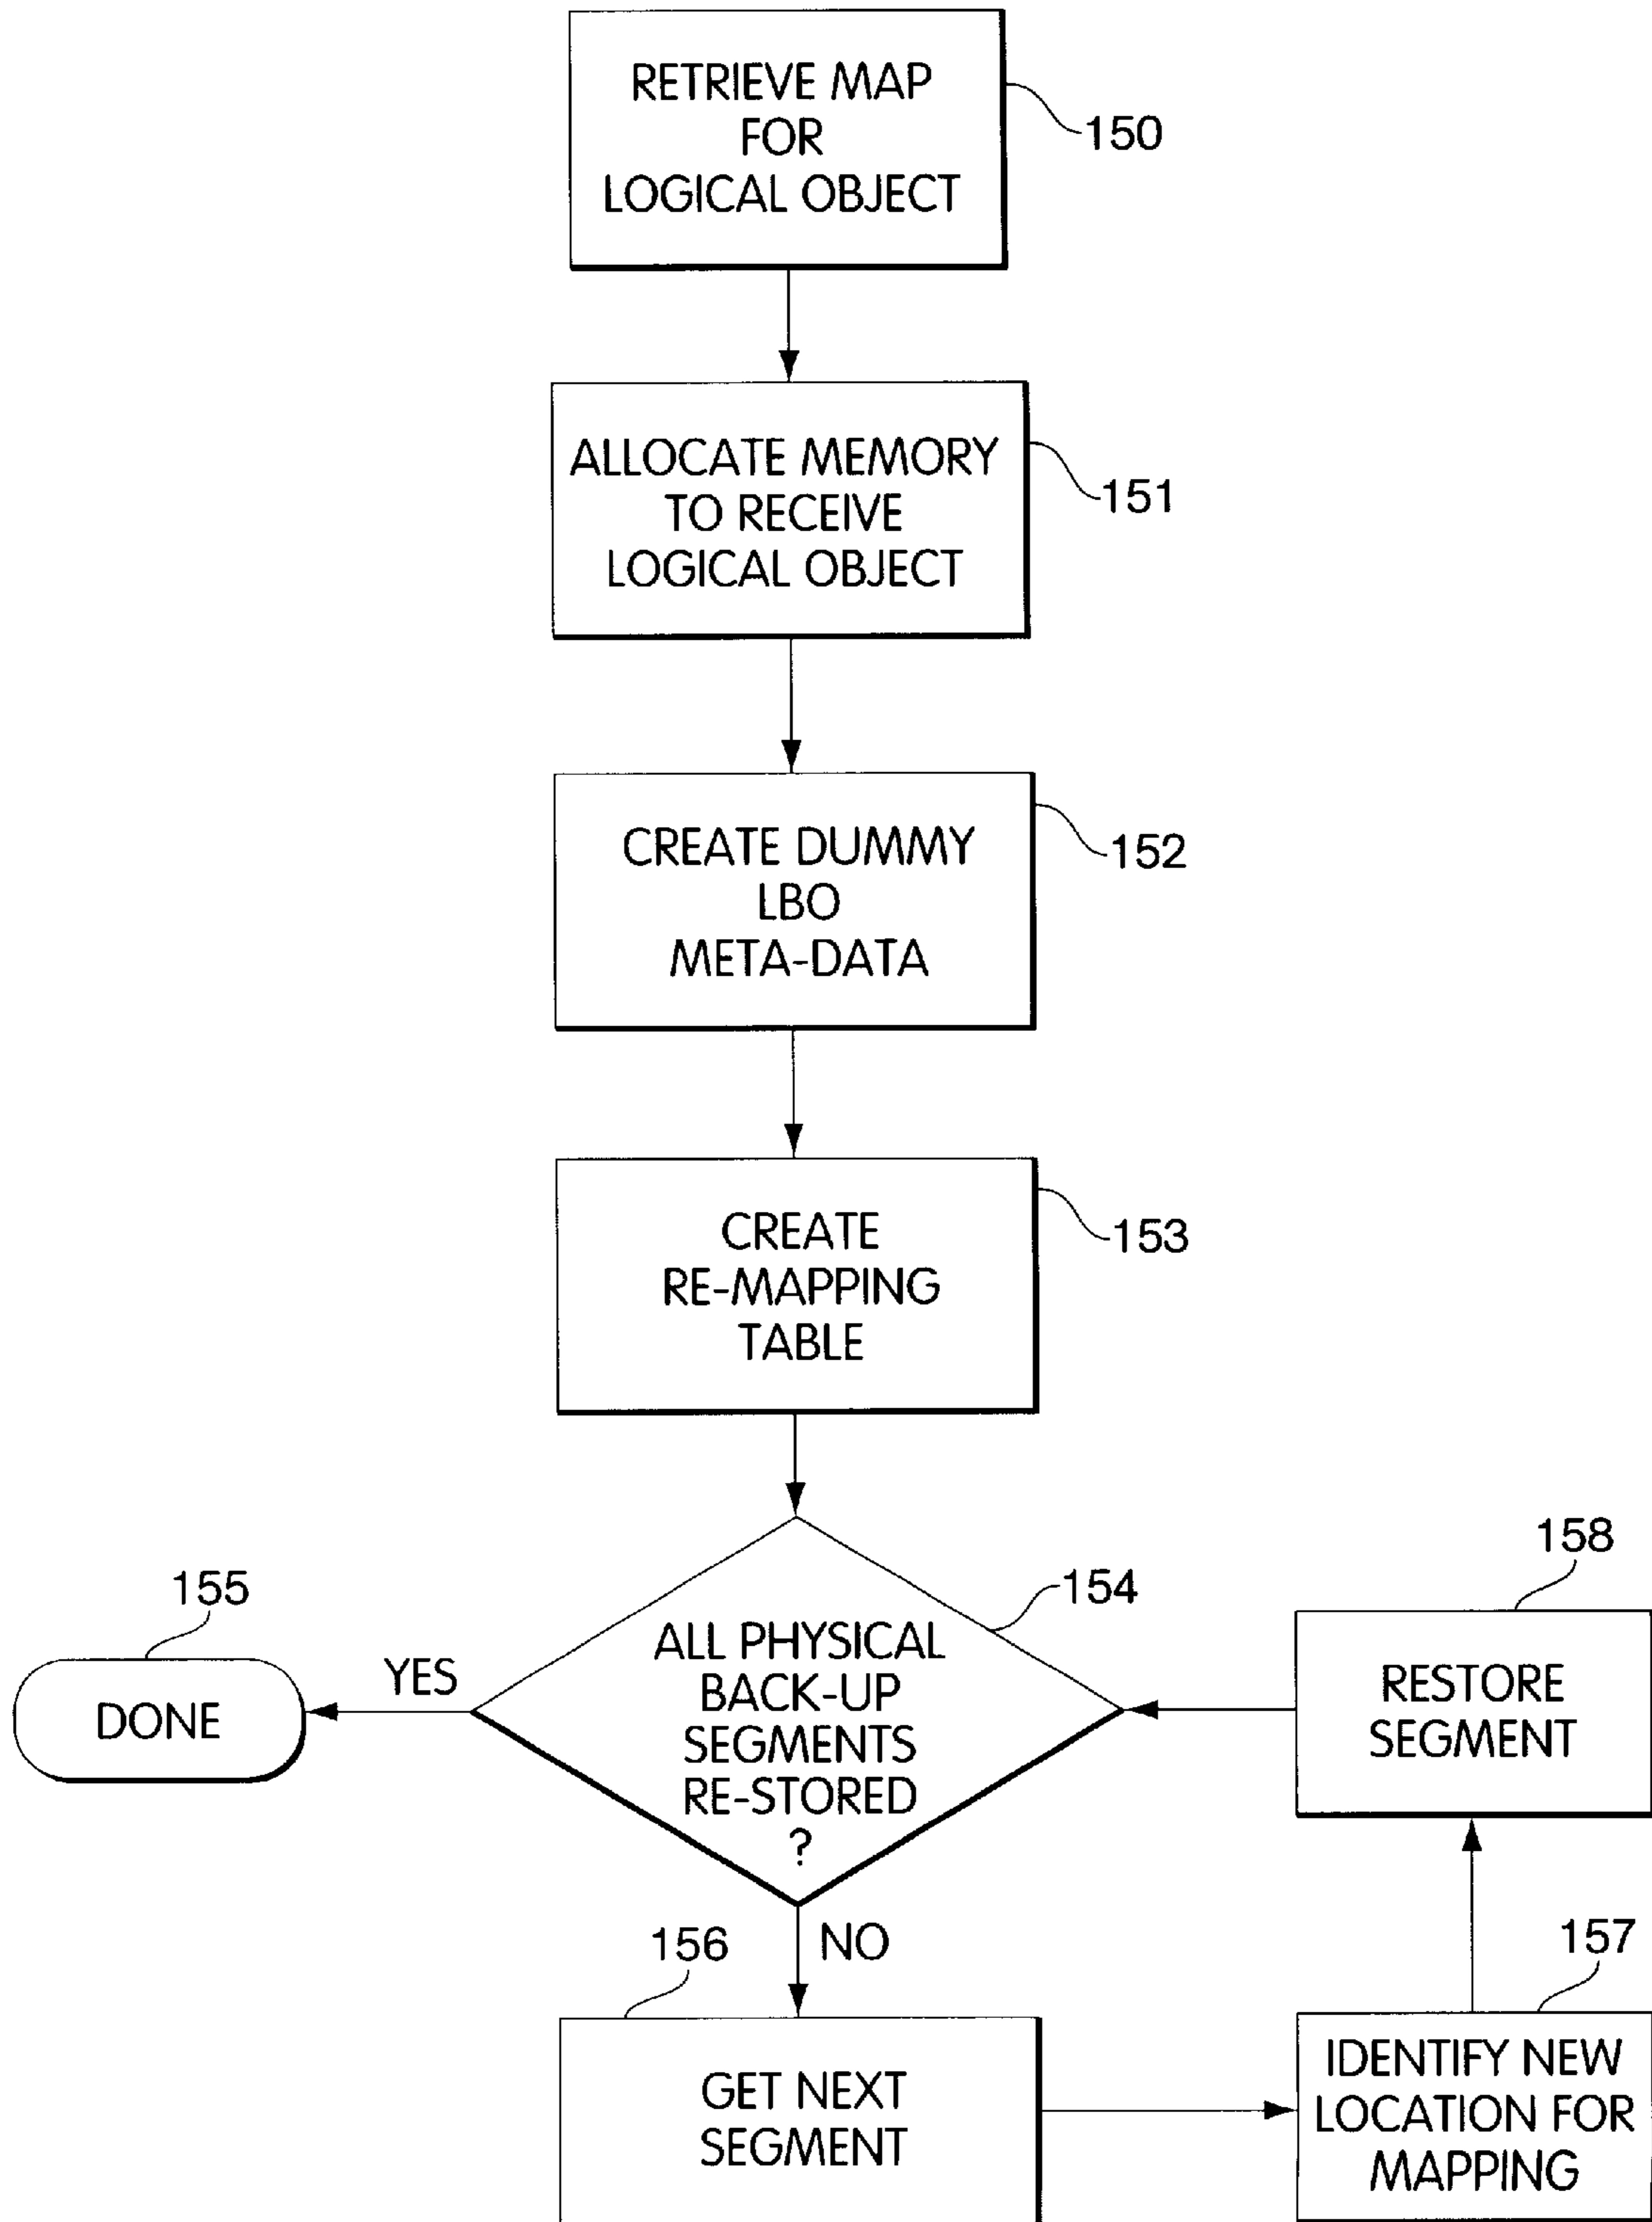 RETRIEVE MAP
FOR
LOGICAL OBJECT
150
ALLOCATE MEMORY
TO RECEIVE
LOGICAL OBJECT
151
CREATE DUMMY
LBO
META-DATA
152
CREATE
RE-MAPPING
TABLE
153
ALL PHYSICAL
BACK-UP
SEGMENTS
RE-STORED
?
154
YES
155
DONE
NO
156
GET NEXT
SEGMENT
157
IDENTIFY NEW
LOCATION FOR
MAPPING
158
RESTORE
SEGMENT